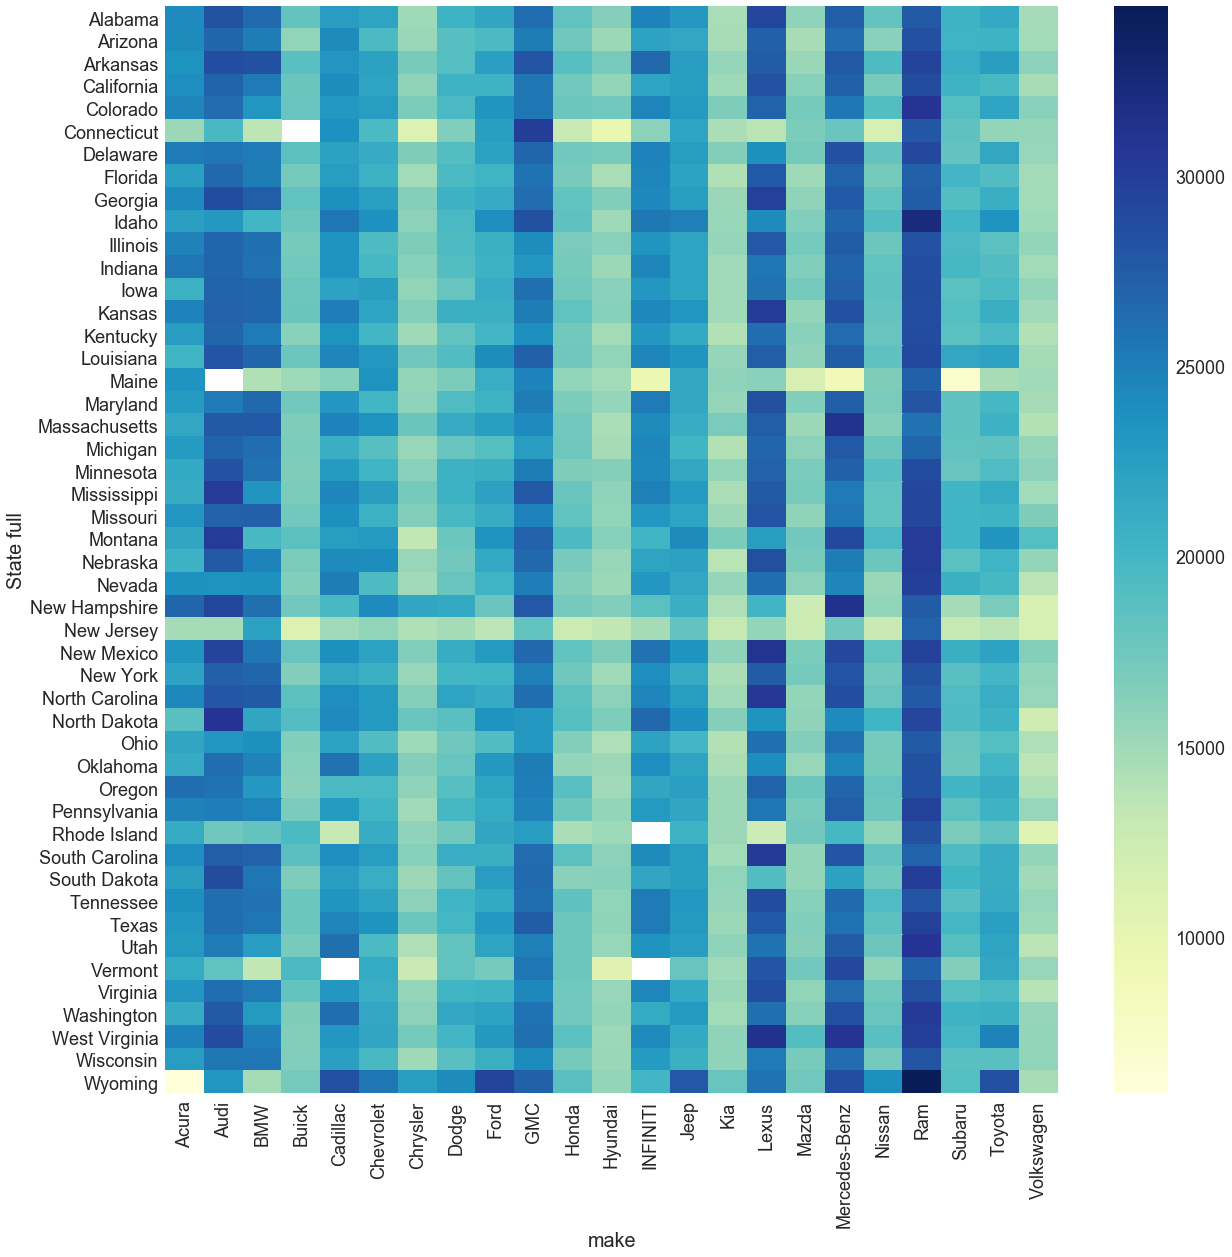 State full
Alabama
Arizona
Arkansas
California
Colorado
Connecticut
Delaware
Florida
Georgia
Idaho
Illinois
Indiana
Iowa
Kansas
Kentucky
Louisiana
Maine
Maryland
Massachusetts
Michigan
Minnesota
Mississippi
Missouri
Montana
Nebraska
Nevada
New Hampshire
New Jersey
New Mexico
New York
North Carolina
North Dakota
Ohio
Oklahoma
Oregon
Pennsylvania
Rhode Island
South Carolina
South Dakota
Tennessee
Texas
Utah
Vermont
Virginia
Washington
West Virginia
Wisconsin
Wyoming
Acura
Audi
BMW
Buick
Cadillac
Chevrolet
Chrysler
Dodge
Ford
GMC
Honda
Hyundai
INFINITI
Jeep
Kia
Lexus
Mazda
Mercedes-Benz
Nissan
Ram
Subaru
Toyota
Volkswagen
make
30000
25000
20000
15000
10000